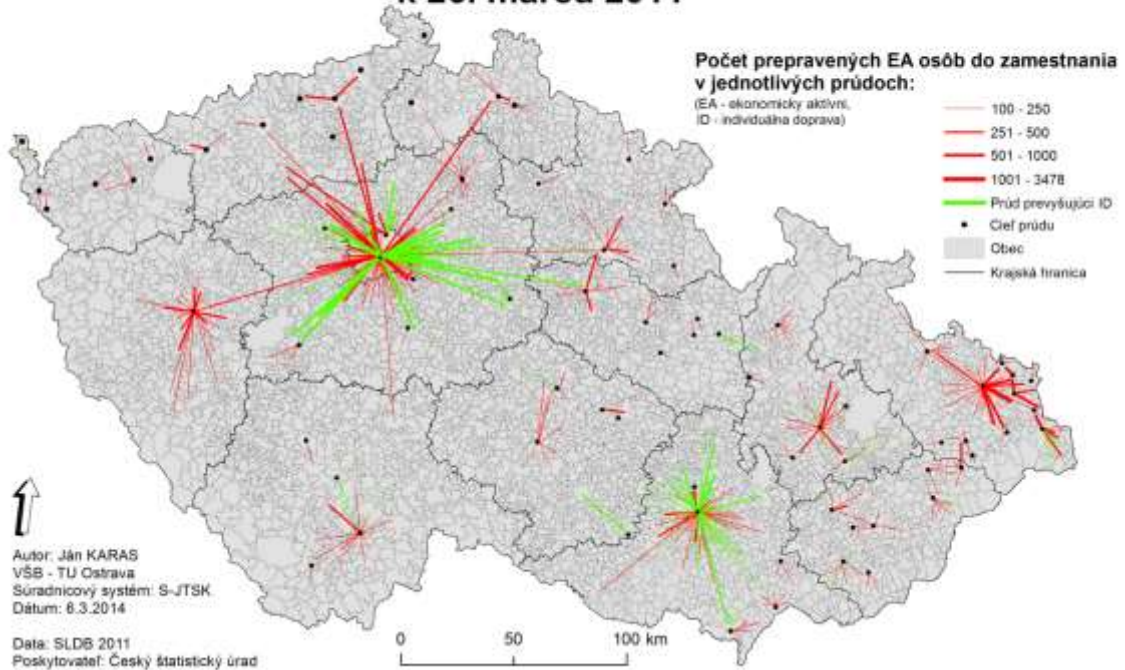 Počet prepravených EA osôb do zamestnania
v jednotlivých prúdoch:
(EA - ekonomicky aktívni,
ID - individuálna doprava)
100 - 250
251 - 500
501 - 1000
1001 - 3478
Prúd prevyšujúci ID
Cieľ prúdu
Obec
Krajská hranica
Autor: Ján KARAS
VŠB - TU Ostrava
Súradnicový systém: S-JTSK
Dátum: 6.3.2014
Data: SLDB 2011
Poskytovateľ: Český štatistický úrad
0 50 100 km